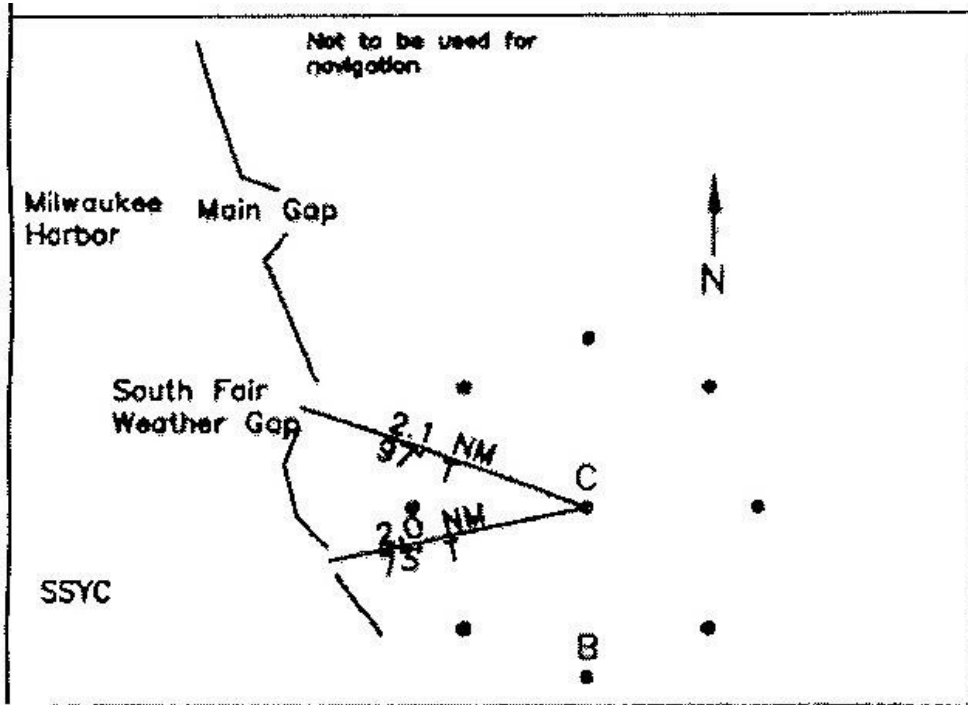 Not to be used for
navigation
Milwaukee
Harbor
Main Gap
N
South Fair
Weather Gap
2.1 NM
C
2.0 NM
SSYC
B